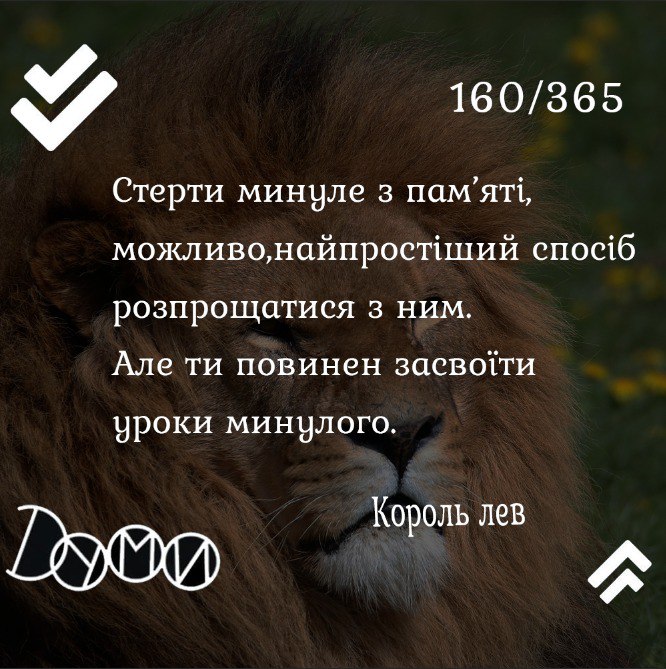 160/365
Стерти минуле з пам’яті,
можливо,найпростіший спосіб
розпрощатися з ним.
Але ти повинен засвоїти
уроки минулого.
Король лев
Думи